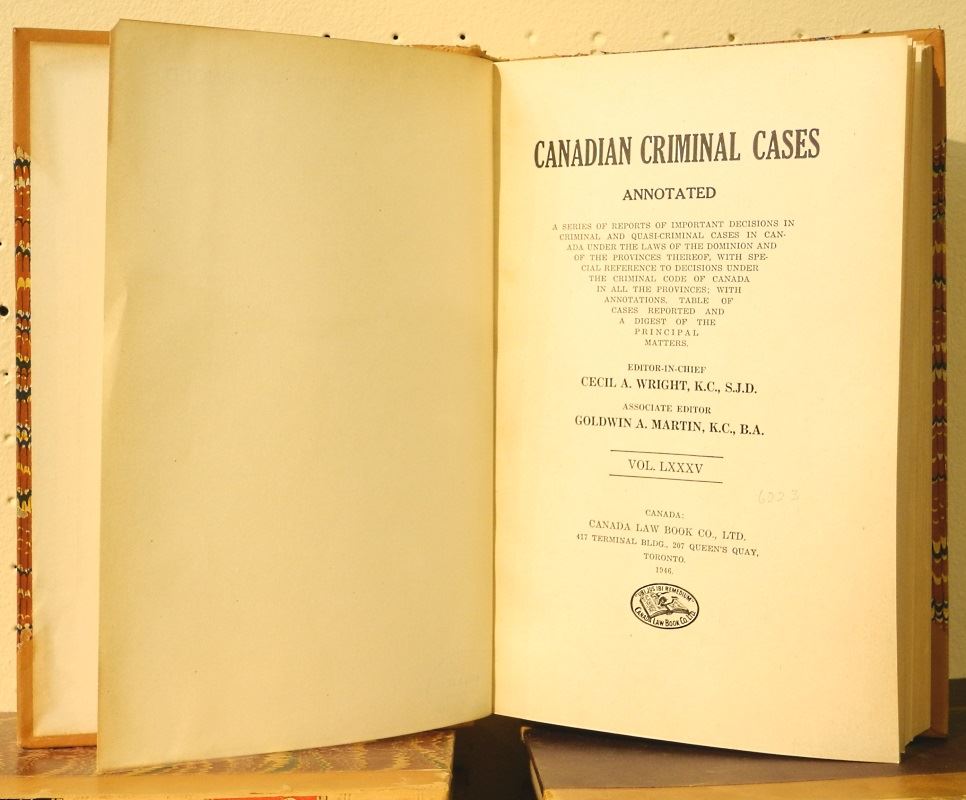 CANADIAN CRIMINAL CASES
ANNOTATED
A SERIES OF REPORTS OF IMPORTANT DECISIONS IN
CRIMINAL AND QUASI-CRIMINAL CASES IN CAN-
ADA UNDER THE LAWS OF THE DOMINION AND
OF THE PROVINCES THEREOF, WITH SPE-
CIAL REFERENCE TO DECISIONS UNDER
THE CRIMINAL CODE OF CANADA
IN ALL THE PROVINCES; WITH
ANNOTATIONS, TABLE OF
CASES REPORTED AND
A DIGEST OF THE
PRINCIPAL
MATTERS.
EDITOR-IN-CHIEF
CECIL A. WRIGHT, K.C., S.J.D.
ASSOCIATE EDITOR
GOLDWIN A. MARTIN, K.C., B.A.
VOL. LXXXV
6223
CANADA:
CANADA LAW BOOK CO., LTD.
417 TERMINAL BLDG., 207 QUEEN'S QUAY,
TORONTO.
1946.
"UBI JUS IBI REMEDIUM"
CANADA LAW BOOK CO. LTD.